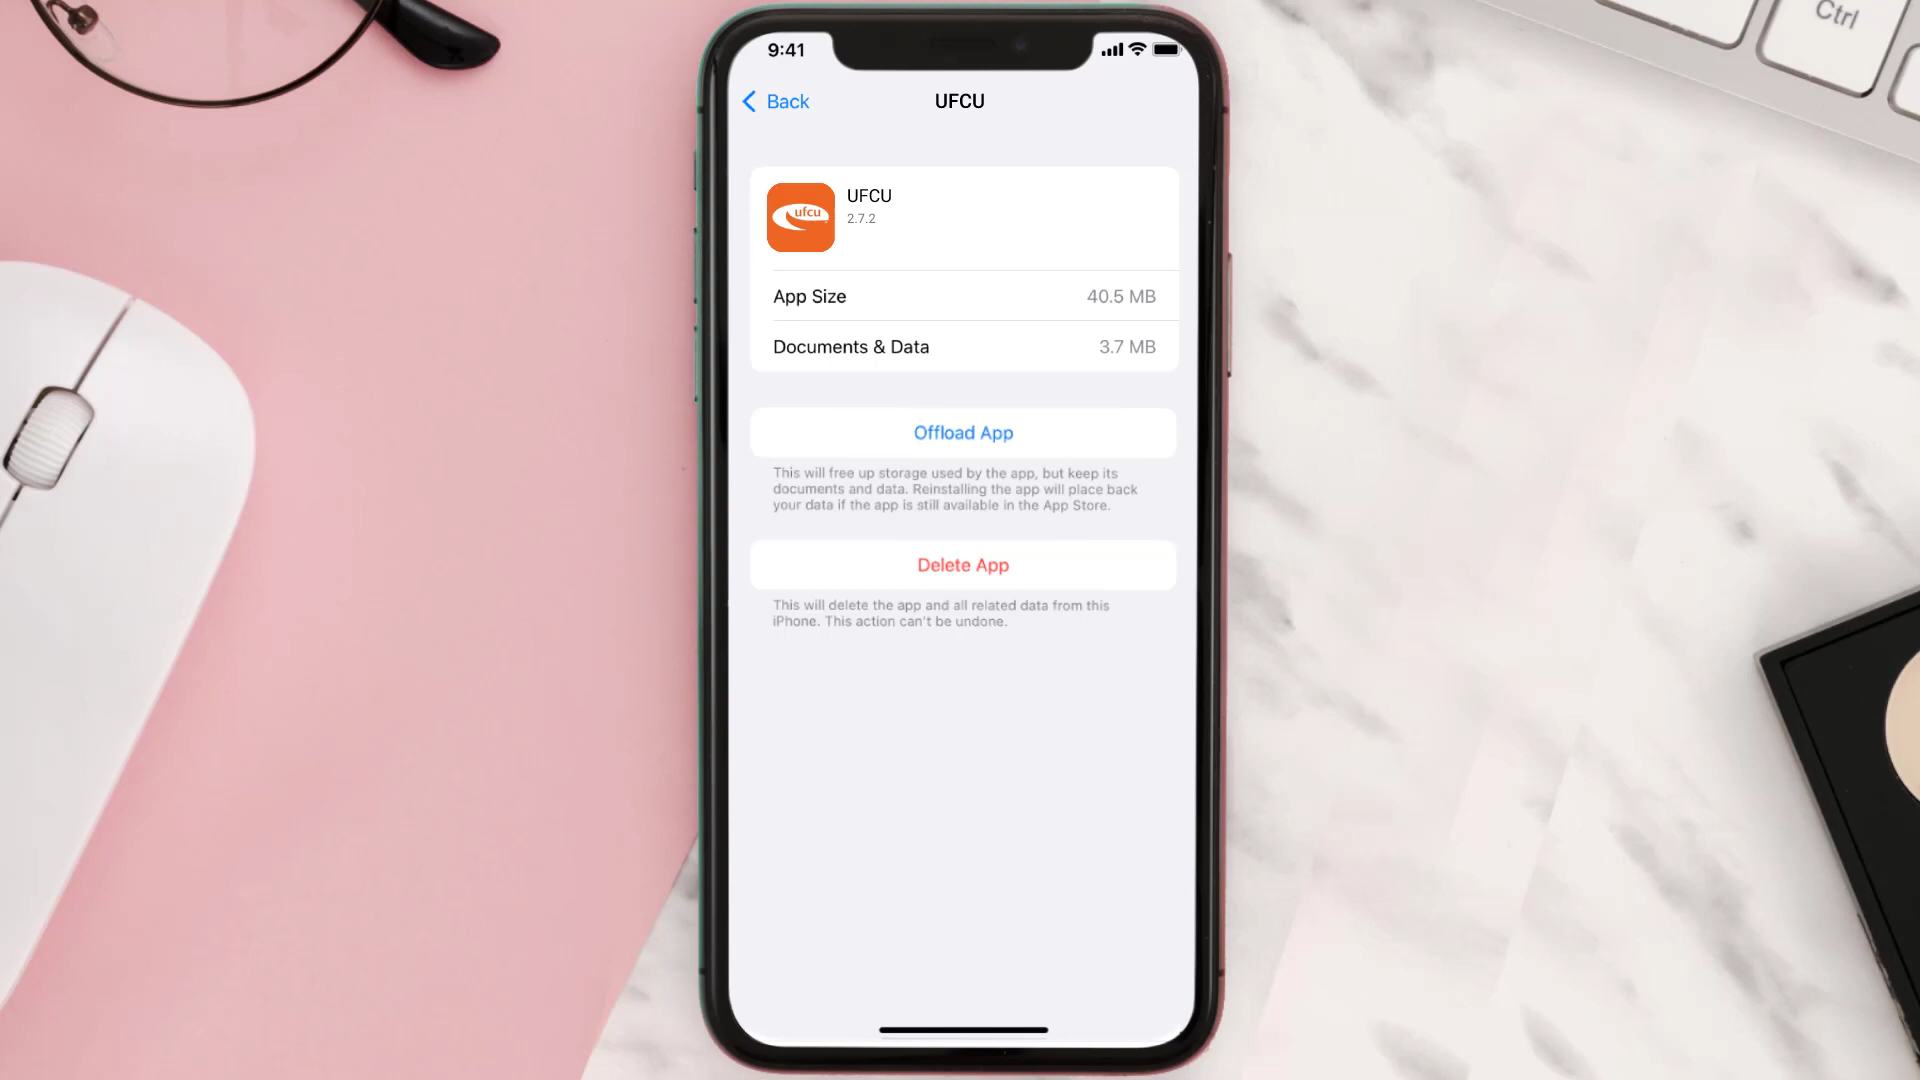 Ctrl
9:41
Back
UFCU
ufcu
UFCU
2.7.2
App Size
40.5 MB
Documents & Data
3.7 MB
Offload App
This will free up storage used by the app, but keep its
documents and data. Reinstalling the app will place back
your data if the app is still available in the App Store.
Delete App
This will delete the app and all related data from this
iPhone. This action can't be undone.